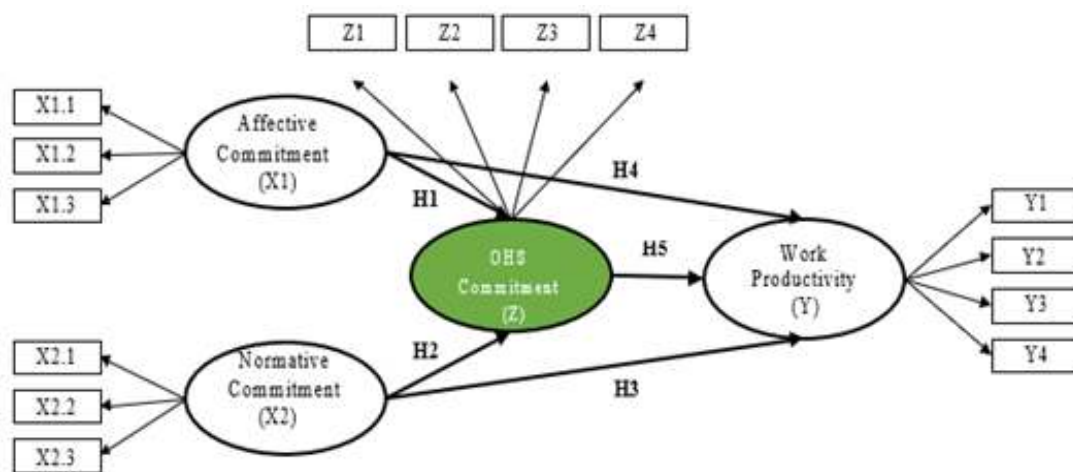 Z1 Z2 Z3 Z4
X1.1
X1.2
X1.3
Affective
Commitment
(X1)
H1
H4
OHS
Commitment
(Z)
H5
Work
Productivity
(Y)
Y1
Y2
Y3
Y4
H2
H3
X2.1
X2.2
X2.3
Normative
Commitment
(X2)